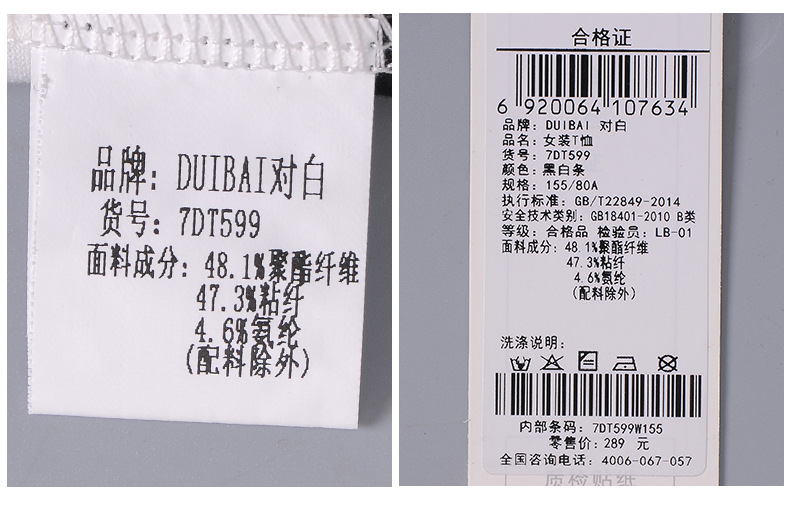 品牌: DUIBAI对白
货号: 7DT599
面料成分: 48.1%聚酯纤维
47.3%粘纤
4.6%氨纶
(配料除外)
合格证
6 920064 107634
品牌: DUIBAI 对白
品名: 女装T恤
货号: 7DT599
颜色: 黑白条
规格: 155/80A
执行标准: GB/T22849-2014
安全技术类别: GB18401-2010 B类
等级: 合格品 检验员: LB-01
面料成分: 48.1%聚酯纤维
47.3%粘纤
4.6%氨纶
(配料除外)
洗涤说明:
内部条码: 7DT599W155
零售价: 289 元
全国咨询电话: 4006-067-057
质检贴纸